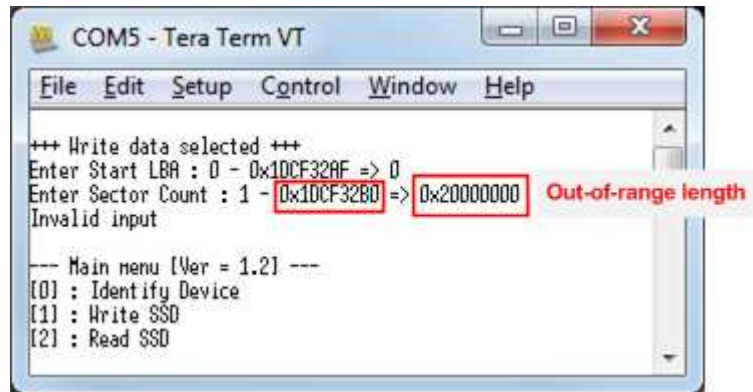 COM5 - Tera Term VT
File Edit Setup Control Window Help
+++ Write data selected +++
Enter Start LBA : 0 - 0x1DCF32AF => 0
Enter Sector Count : 1 - 0x1DCF32B0 => 0x20000000 Out-of-range length
Invalid input
--- Main menu [Ver = 1.2] ---
[0] : Identify Device
[1] : Write SSD
[2] : Read SSD